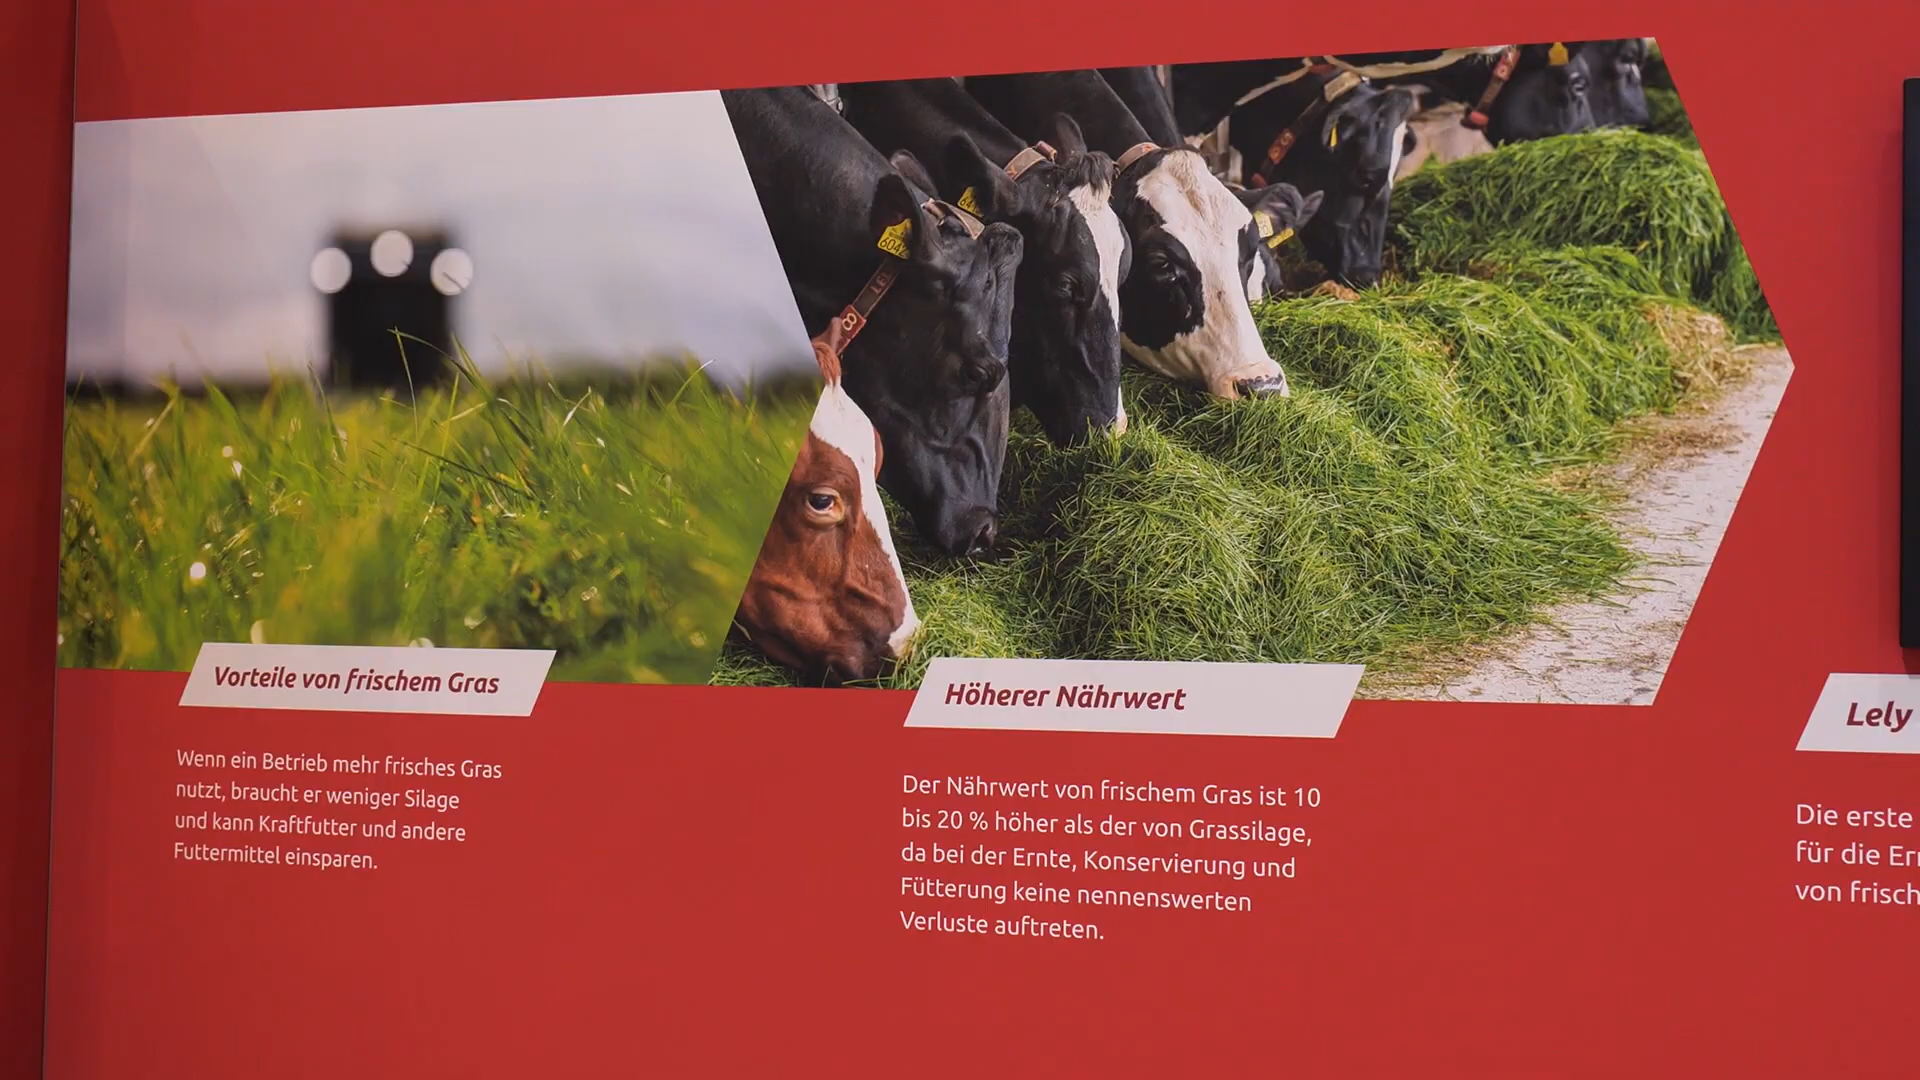 Vorteile von frischem Gras
Wenn ein Betrieb mehr frisches Gras
nutzt, braucht er weniger Silage
und kann Kraftfutter und andere
Futtermittel einsparen.
Höherer Nährwert
Der Nährwert von frischem Gras ist 10
bis 20 % höher als der von Grassilage,
da bei der Ernte, Konservierung und
Fütterung keine nennenswerten
Verluste auftreten.
Lely
Die erste
für die
von